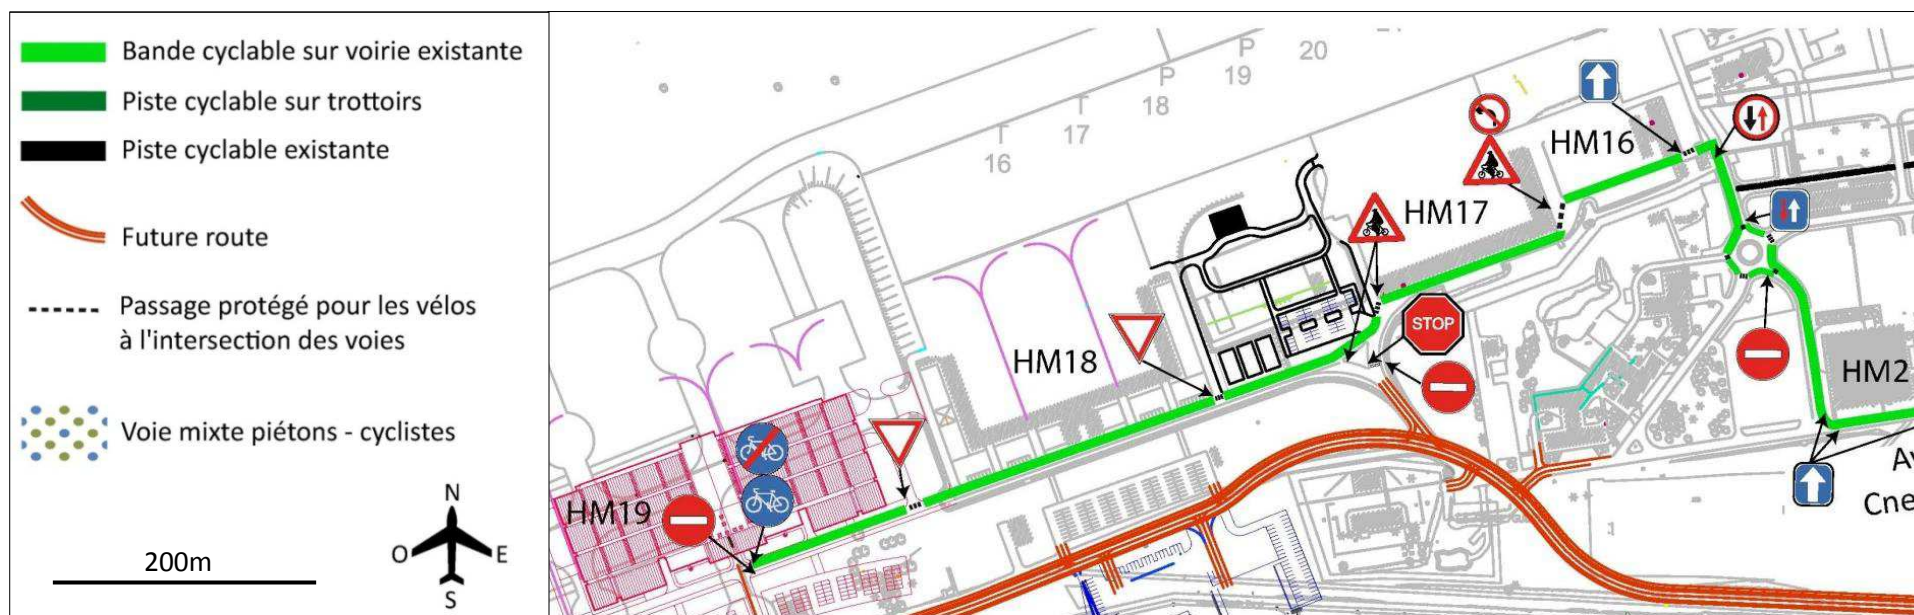 Bande cyclable sur voirie existante
Piste cyclable sur trottoirs
Piste cyclable existante
Future route
Passage protégé pour les vélos
à l'intersection des voies
Voie mixte piétons - cyclistes
200m
N
O E
S
P
20
P
19
18
17
16
HM16
HM17
STOP
HM18
HM2
HM19
Av
Cne